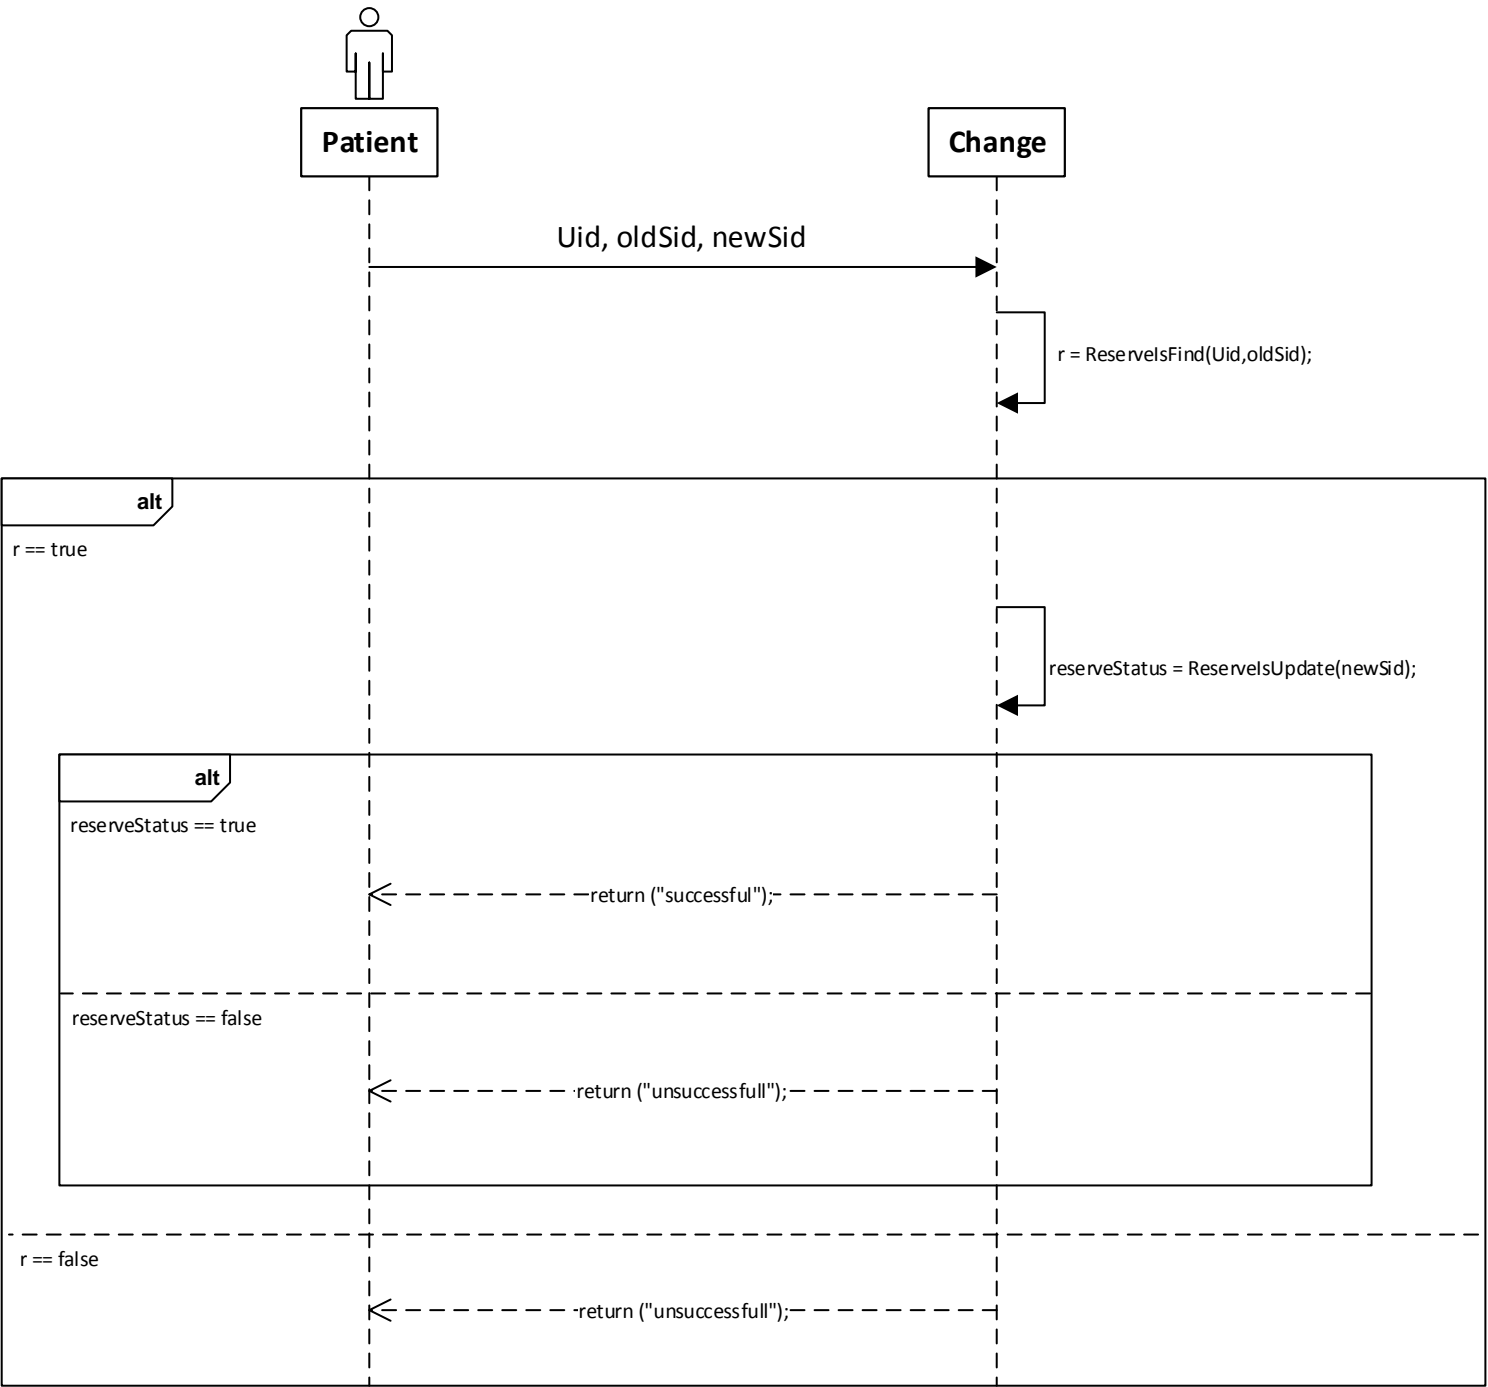 Patient
Change
Uid, oldSid, newSid
r = ReserveIsFind(Uid,oldSid);
alt
r == true
reserveStatus = ReserveIsUpdate(newSid);
alt
reserveStatus == true
return ("successful");
reserveStatus == false
return ("unsuccessfull");
r == false
return ("unsuccessfull");